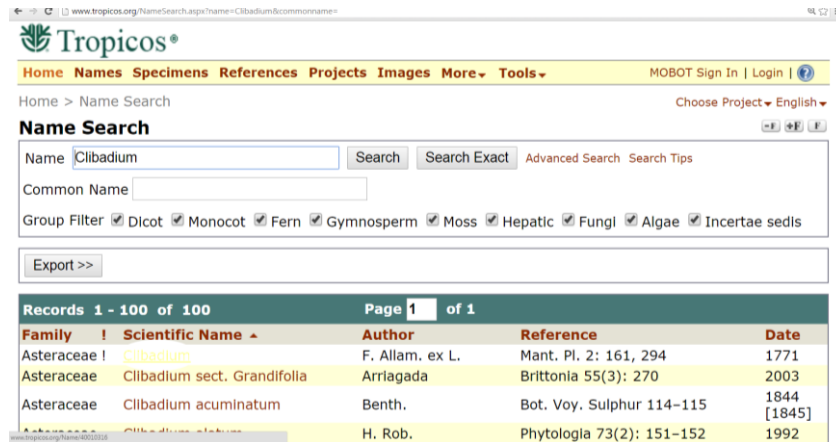 www.tropicos.org/NameSearch.aspx?name=Clibadium&commonname=
Tropicos
Home Names Specimens References Projects Images More Tools MOBOT Sign In | Login | ?
Home > Name Search Choose Project English
Name Search -F +F F
Name Clibadium Search Search Exact Advanced Search Search Tips
Common Name
Group Filter Dicot Monocot Fern Gymnosperm Moss Hepatic Fungi Algae Incertae sedis
Export >>
Records 1 - 100 of 100 Page 1 of 1
Family ! Scientific Name Author Reference Date
Asteraceae ! Clibadium F. Allam. ex L. Mant. Pl. 2: 161, 294 1771
Asteraceae Clibadium sect. Grandifolia Arriagada Brittonia 55(3): 270 2003
Asteraceae Clibadium acuminatum Benth. Bot. Voy. Sulphur 114–115 1844 [1845]
H. Rob. Phytologia 73(2): 151–152 1992
www.tropicos.org/Name/40010316